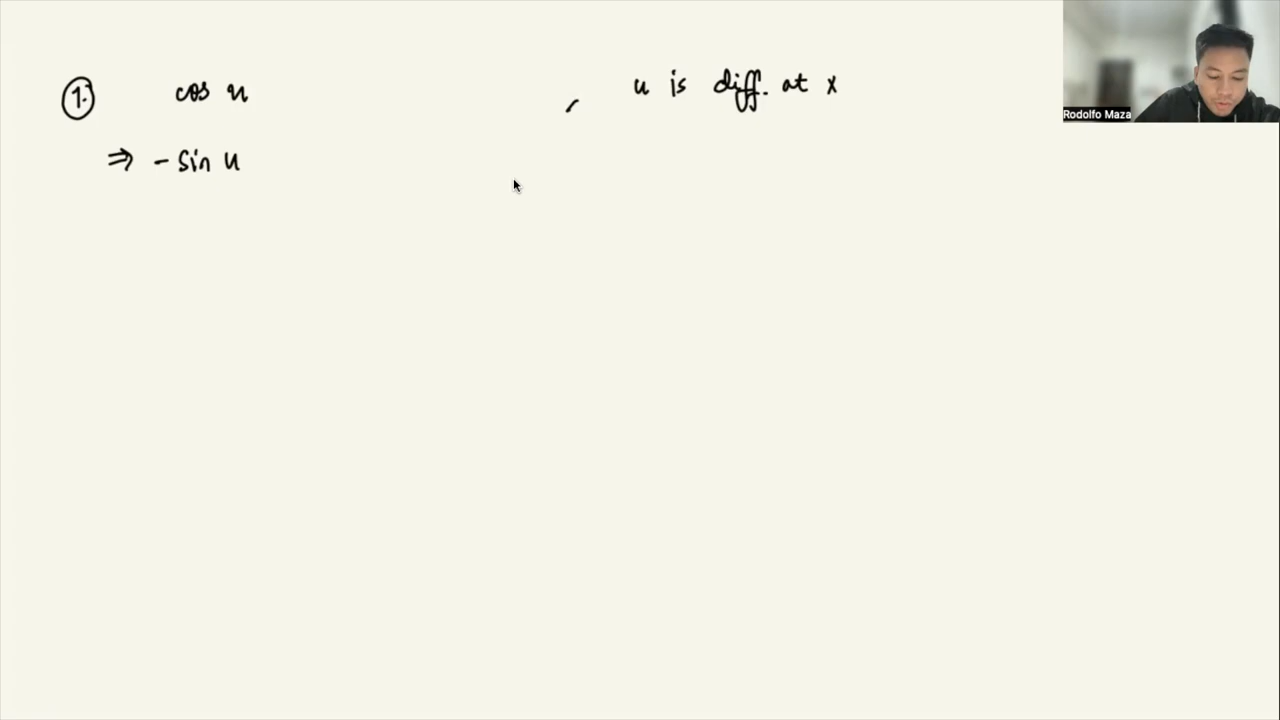 1. cos u , u is diff. at x
⇒ - sin u
Rodolfo Maza